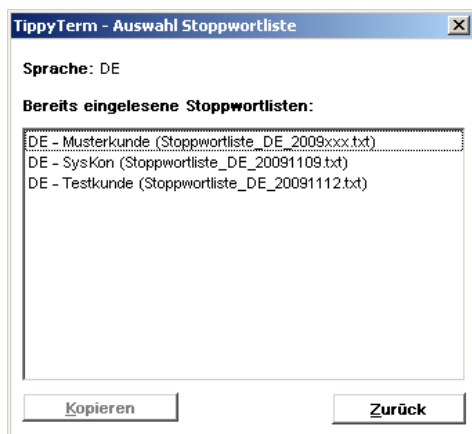 TippyTerm - Auswahl Stoppwortliste
Sprache: DE
Bereits eingelesene Stoppwortlisten:
DE - Musterkunde (Stoppwortliste_DE_2009xxx.txt)
DE - SysKon (Stoppwortliste_DE_20091109.txt)
DE - Testkunde (Stoppwortliste_DE_20091112.txt)
Kopieren Zurück